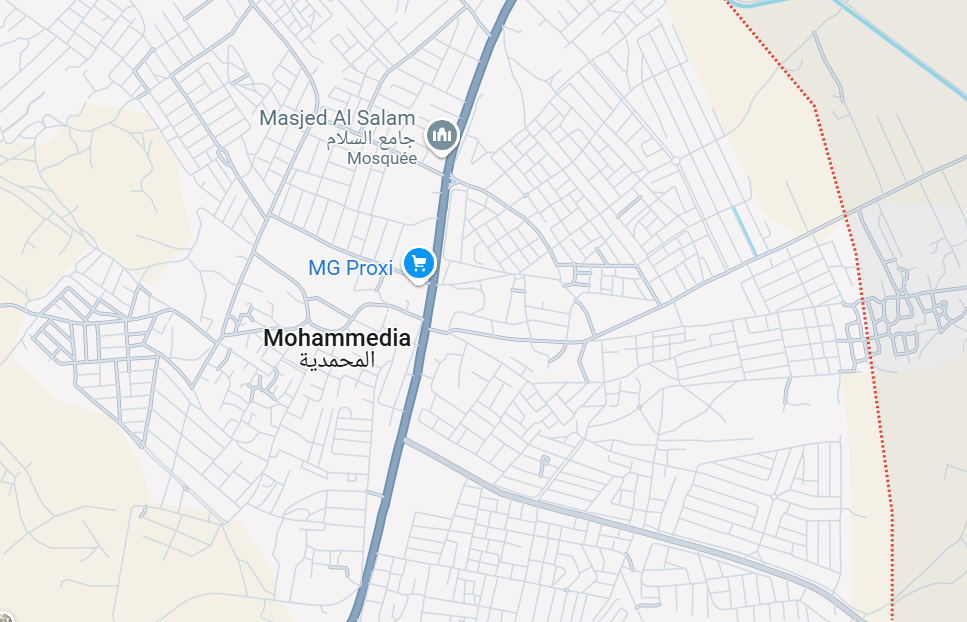 Masjed Al Salam
جامع السلام
Mosquée
MG Proxi
Mohammedia
المحمدية